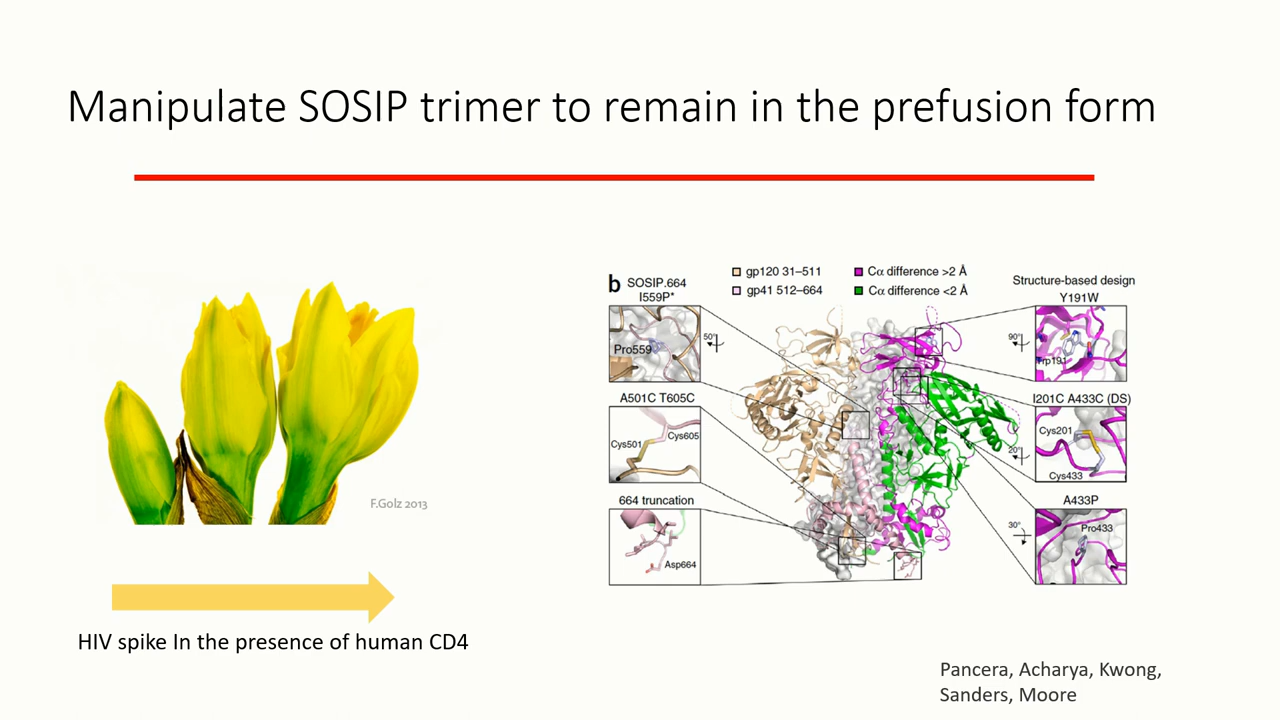 Manipulate SOSIP trimer to remain in the prefusion form
F.Golz 2013
HIV spike In the presence of human CD4
b
SOSIP.664
I559P*
gp120 31–511
gp41 512–664
Cα difference >2 Å
Cα difference <2 Å
Structure-based design
Y191W
Pro559
50°
90°
Trp191
A501C T605C
Cys501
Cys605
I201C A433C (DS)
Cys201
20°
Cys433
664 truncation
Asp664
A433P
30°
Pro433
Pancera, Acharya, Kwong,
Sanders, Moore